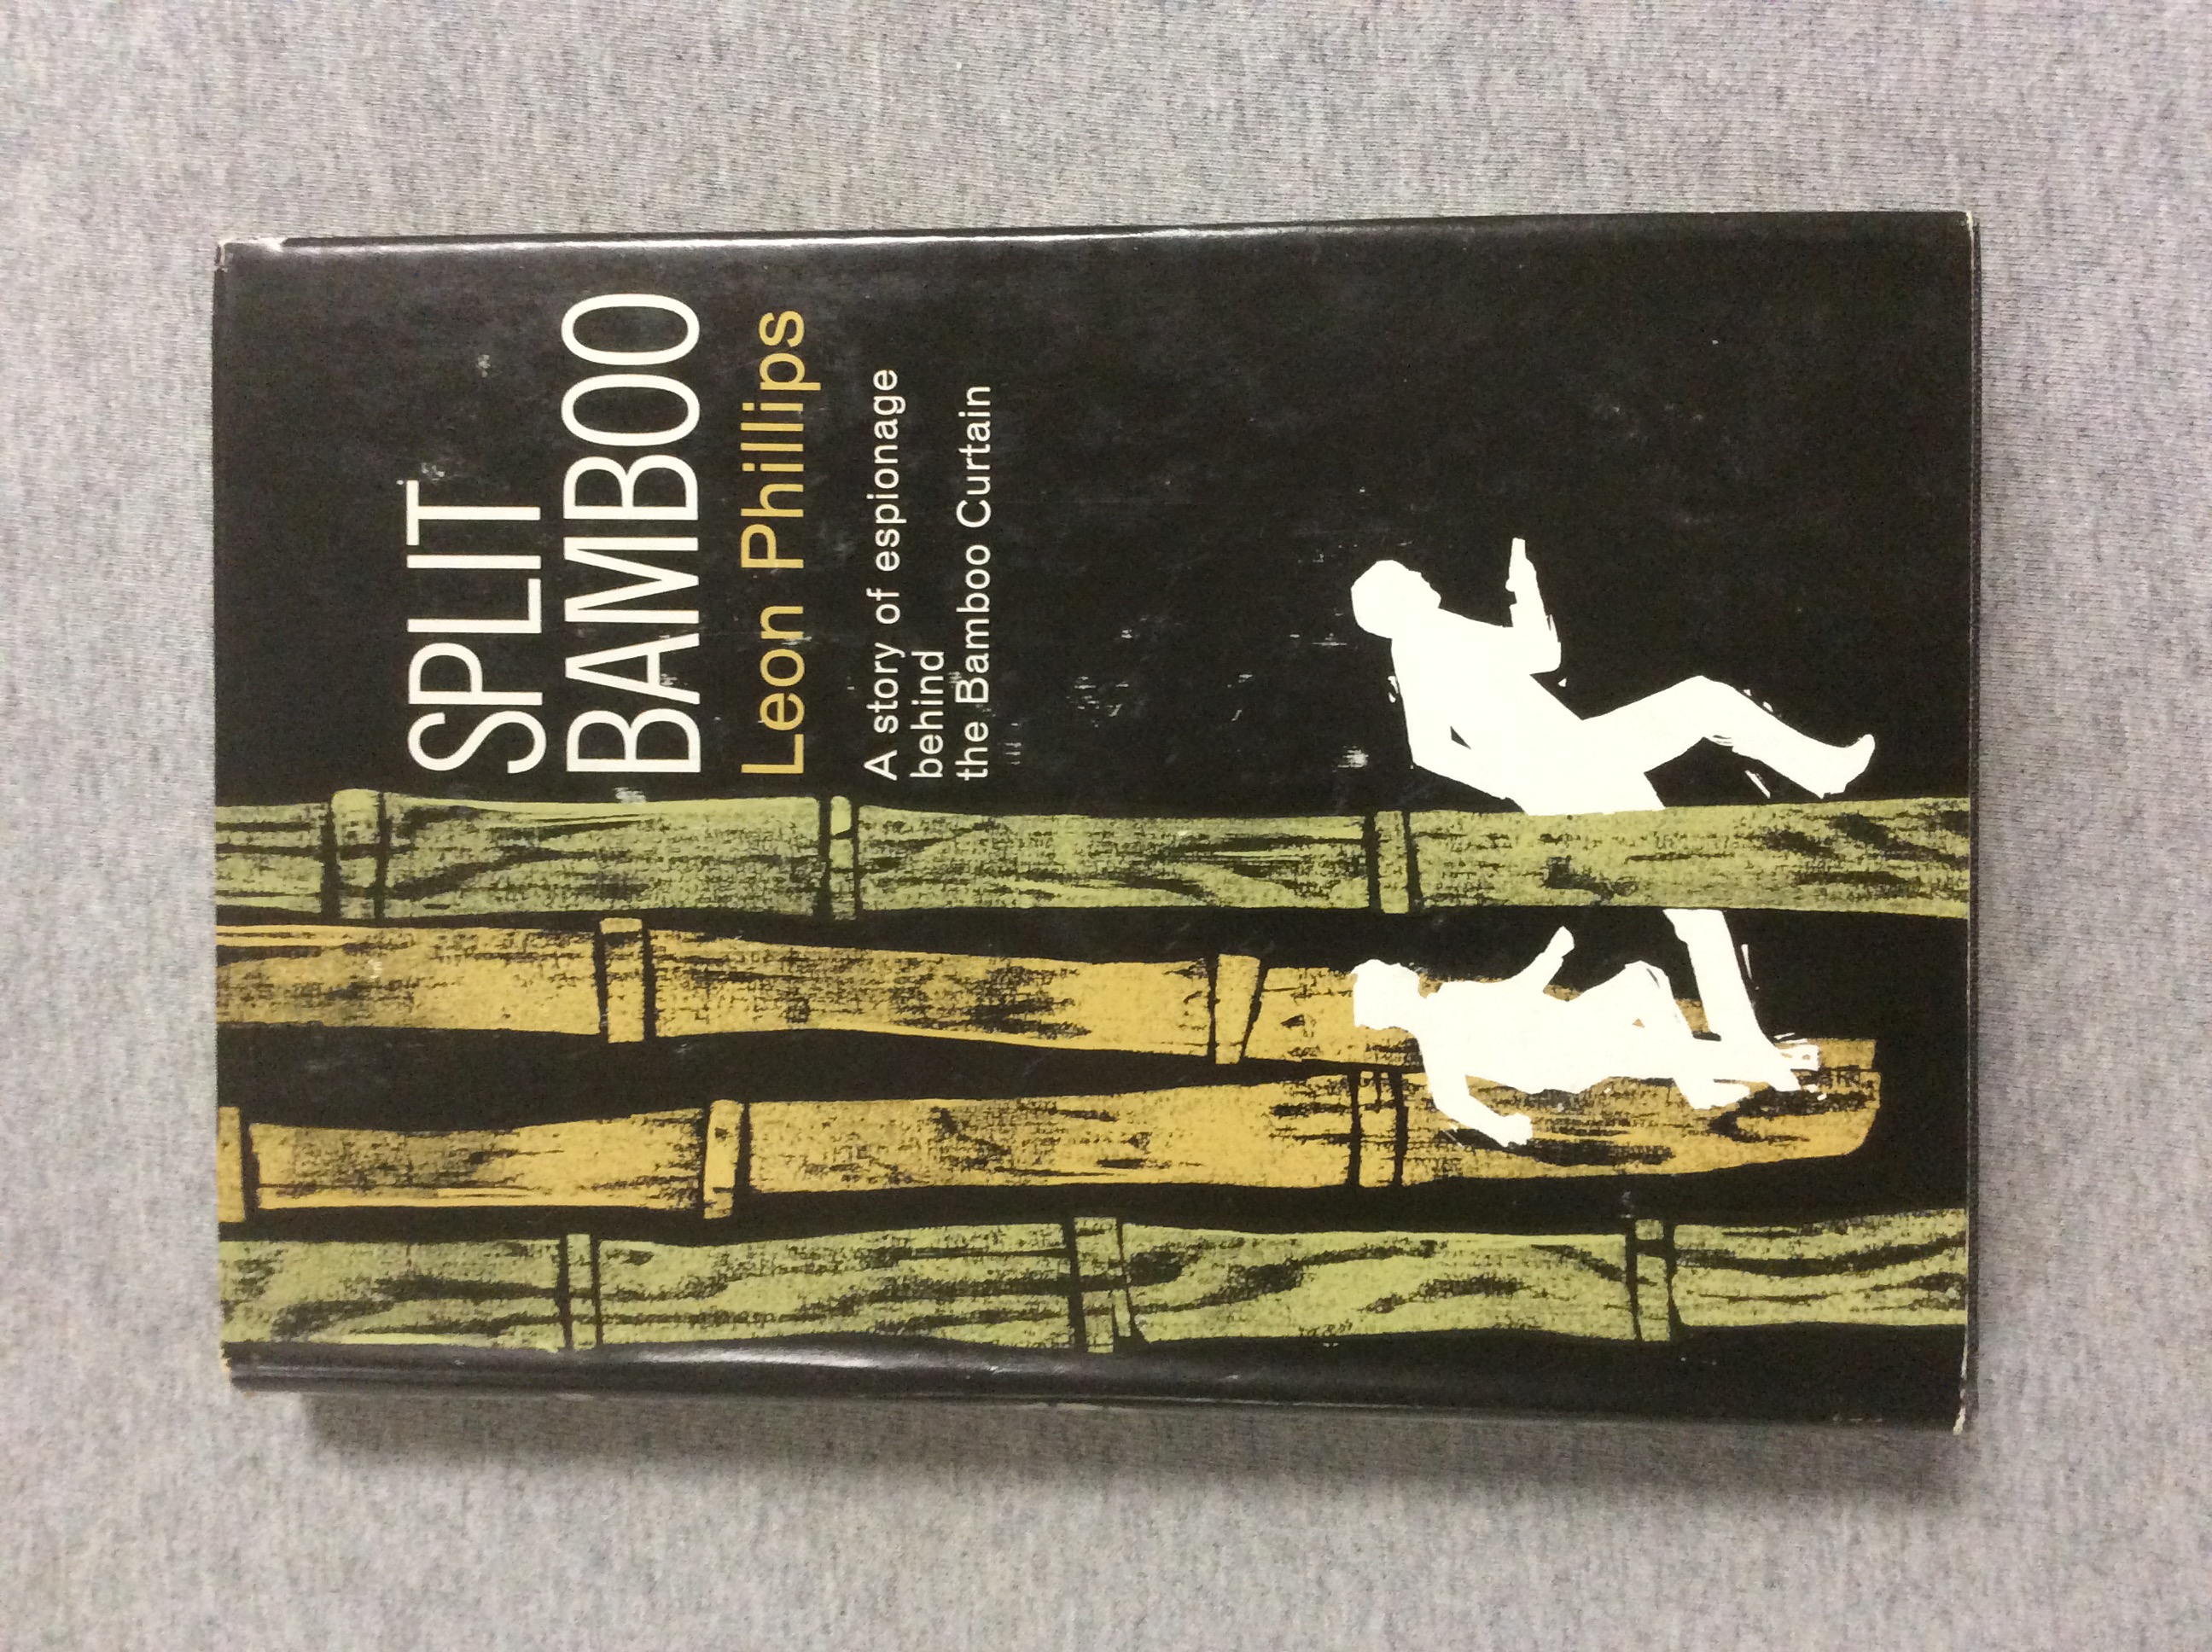 SPLIT
BAMBOO
Leon Phillips
A story of espionage
behind
the Bamboo Curtain